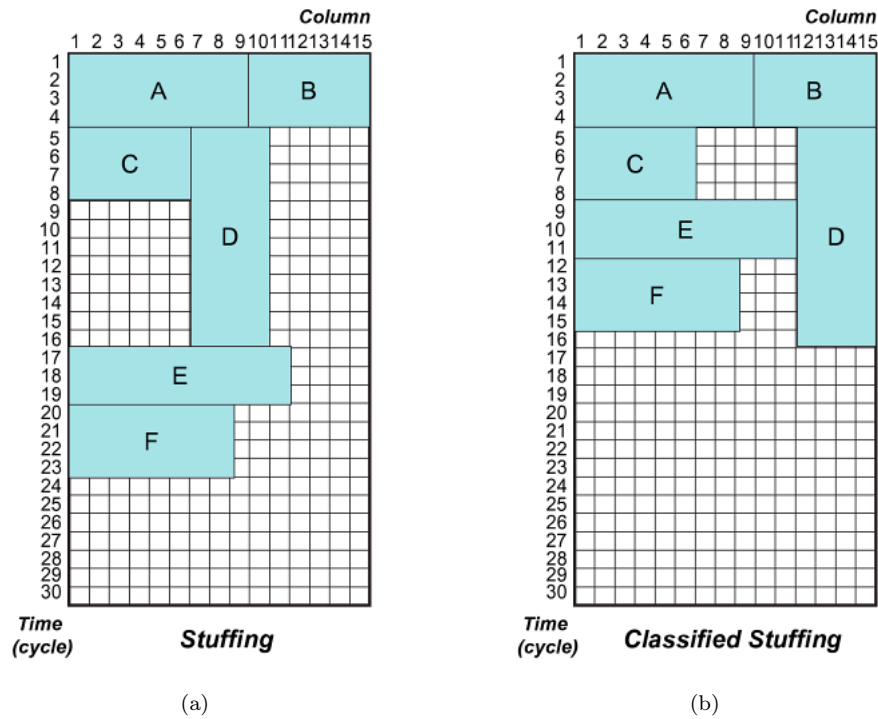 Column
1 2 3 4 5 6 7 8 9 10 11 12 13 14 15
1
2
3
4
5
6
7
8
9
10
11
12
13
14
15
16
17
18
19
20
21
22
23
24
25
26
27
28
29
30
A
B
C
D
E
F
Time
(cycle)
Stuffing
(a)
Column
1 2 3 4 5 6 7 8 9 10 11 12 13 14 15
1
2
3
4
5
6
7
8
9
10
11
12
13
14
15
16
17
18
19
20
21
22
23
24
25
26
27
28
29
30
A
B
C
E
D
F
Time
(cycle)
Classified Stuffing
(b)